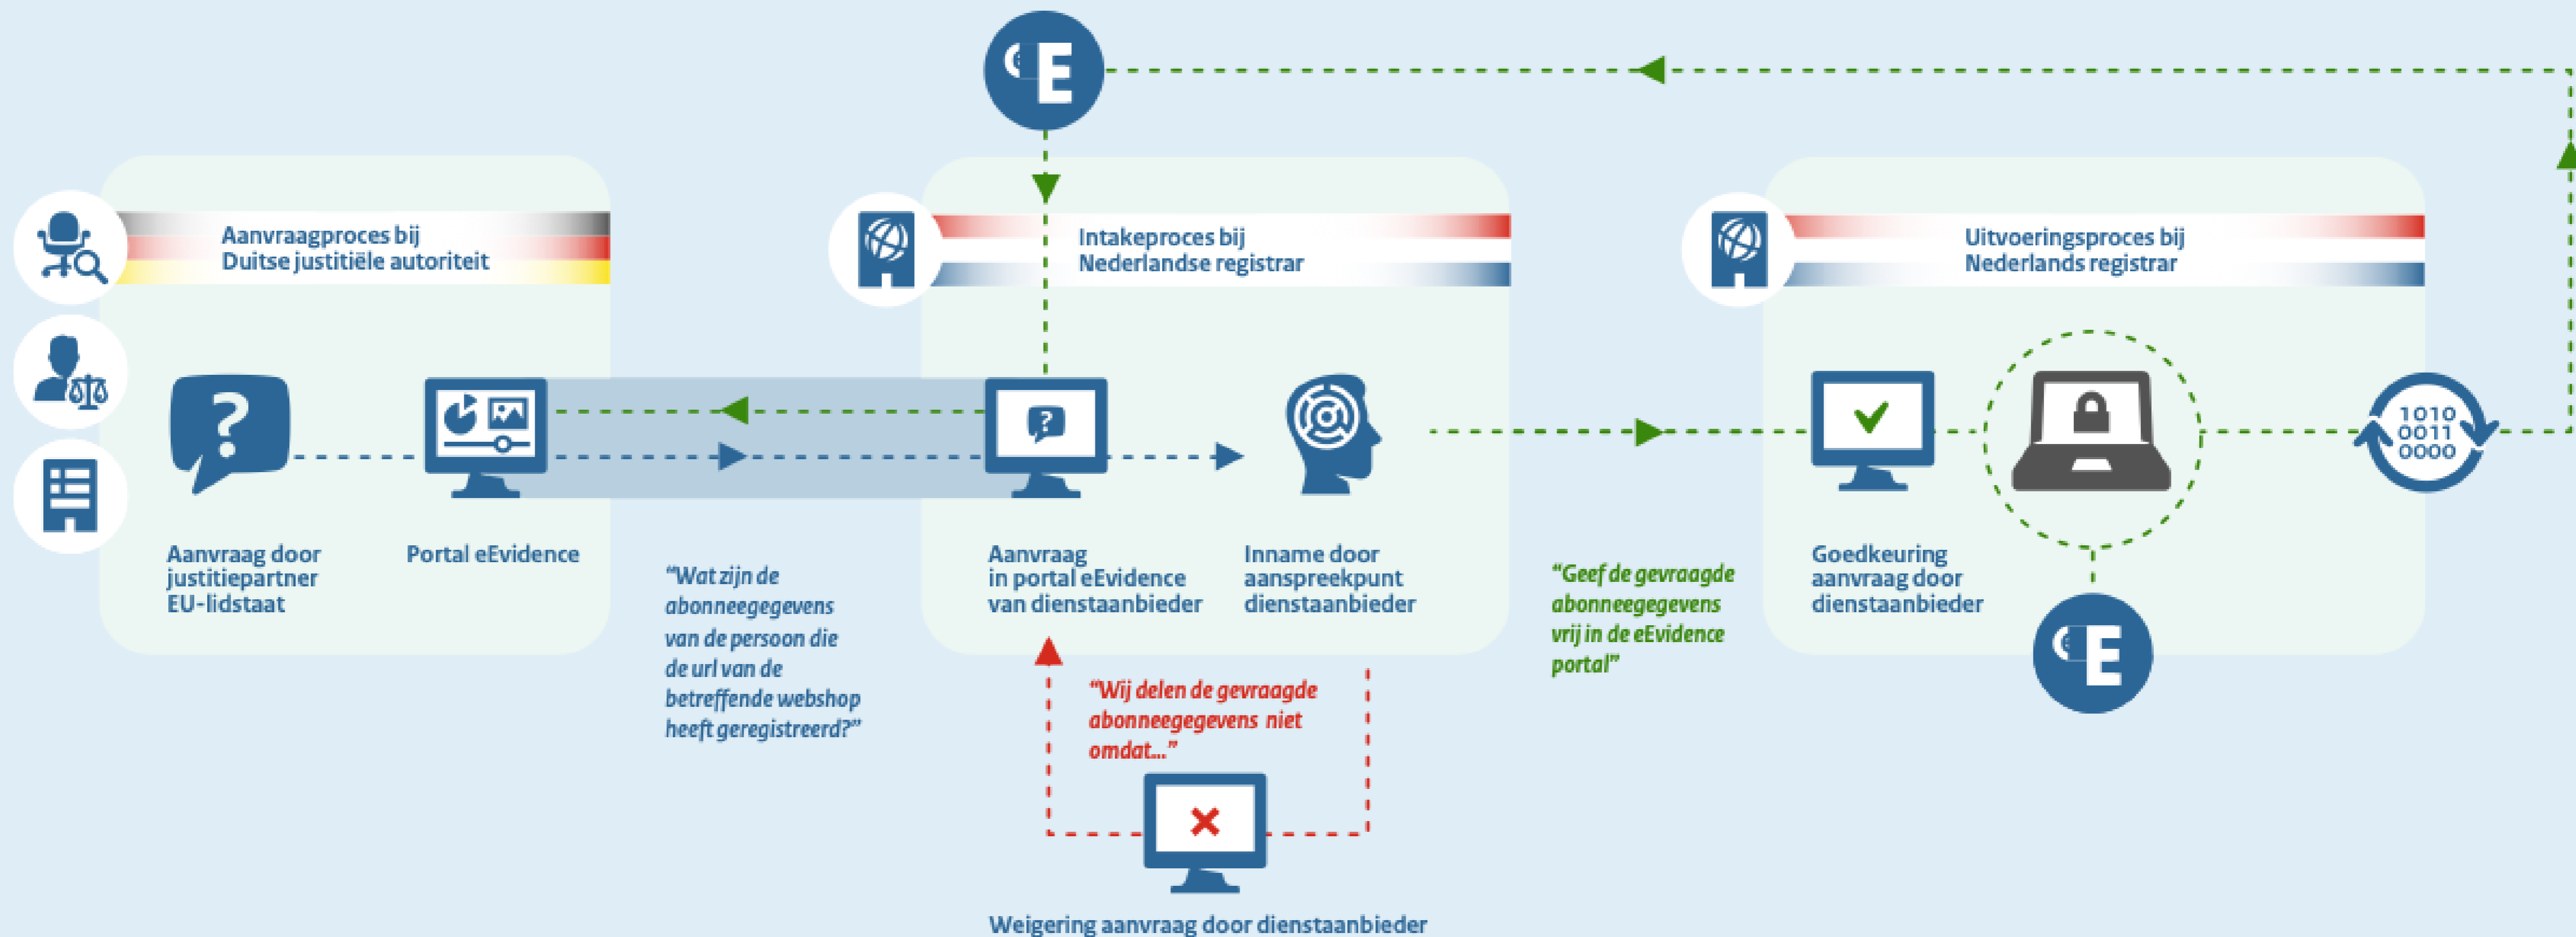 E
Aanvraagproces bij
Duitse justitiële autoriteit
Intakeproces bij
Nederlandse registrar
Uitvoeringsproces bij
Nederlands registrar
?
?
1010
0011
0000
Aanvraag door
justitiepartner
EU-lidstaat
Portal eEvidence
"Wat zijn de
abonneegegevens
van de persoon die
de url van de
betreffende webshop
heeft geregistreerd?"
Aanvraag
in portal eEvidence
van dienstaanbieder
Inname door
aanspreekpunt
dienstaanbieder
"Geef de gevraagde
abonneegegevens
vrij in de eEvidence
portal"
Goedkeuring
aanvraag door
dienstaanbieder
E
"Wij delen de gevraagde
abonneegegevens niet
omdat..."
Weigering aanvraag door dienstaanbieder